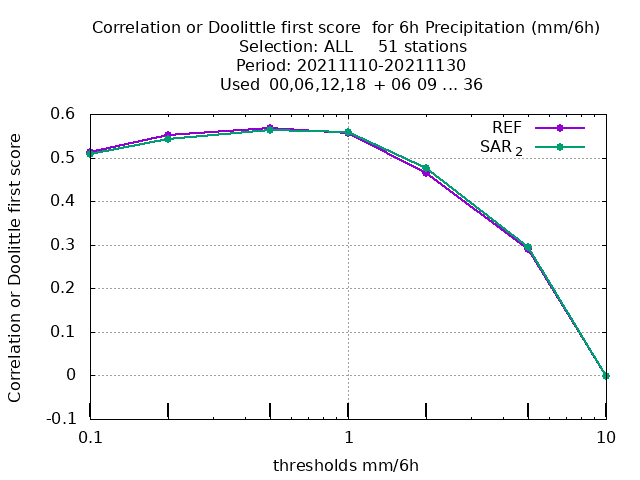 Correlation or Doolittle first score  for 6h Precipitation (mm/6h)
Selection: ALL     51 stations
Period: 20211110-20211130
Used  00,06,12,18  + 06 09 ... 36
REF
SAR 2
0.6
0.5
0.4
0.3
0.2
0.1
0
-0.1
0.1
1
10
Correlation or Doolittle first score
thresholds mm/6h